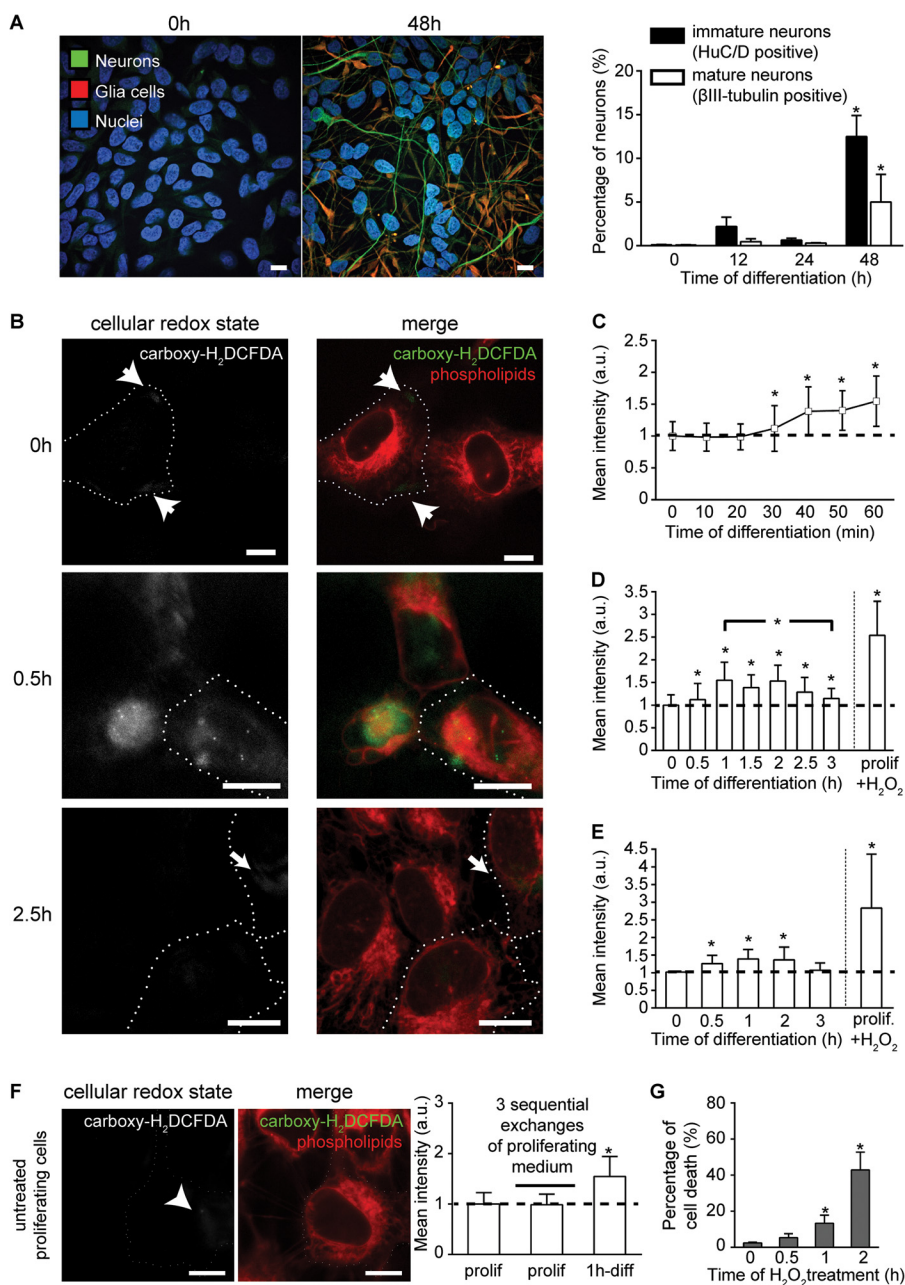 A
0h
48h
Neurons
Glia cells
Nuclei
immature neurons
(HuC/D positive)
mature neurons
(βIII-tubulin positive)
Percentage of neurons (%)
20
15
10
5
0
*
*
0 12 24 48
Time of differentiation (h)
B
cellular redox state
merge
carboxy-H₂DCFDA
carboxy-H₂DCFDA
phospholipids
0h
0.5h
2.5h
C
Mean intensity (a.u.)
2.5
2
1.5
1
0.5
0
* * * *
0 10 20 30 40 50 60
Time of differentiation (min)
D
Mean intensity (a.u.)
3.5
2.5
2
1.5
1
0.5
0
*
* * * * * *
*
0 0.5 1 1.5 2 2.5 3
Time of differentiation (h)
prolif
+H₂O₂
E
Mean intensity (a.u.)
4.5
3.5
2.5
2
1.5
1
0.5
0
* * *
*
0 0.5 1 2 3
Time of differentiation (h)
prolif.
+H₂O₂
F
cellular redox state
merge
carboxy-H₂DCFDA
carboxy-H₂DCFDA
phospholipids
untreated
proliferating cells
Mean intensity (a.u.)
3
2
1
0
3 sequential
exchanges
of proliferating
medium
*
prolif prolif 1h-diff
G
Percentage of
cell death (%)
80
60
40
20
0
*
*
0 0.5 1 2
Time of H₂O₂treatment (h)